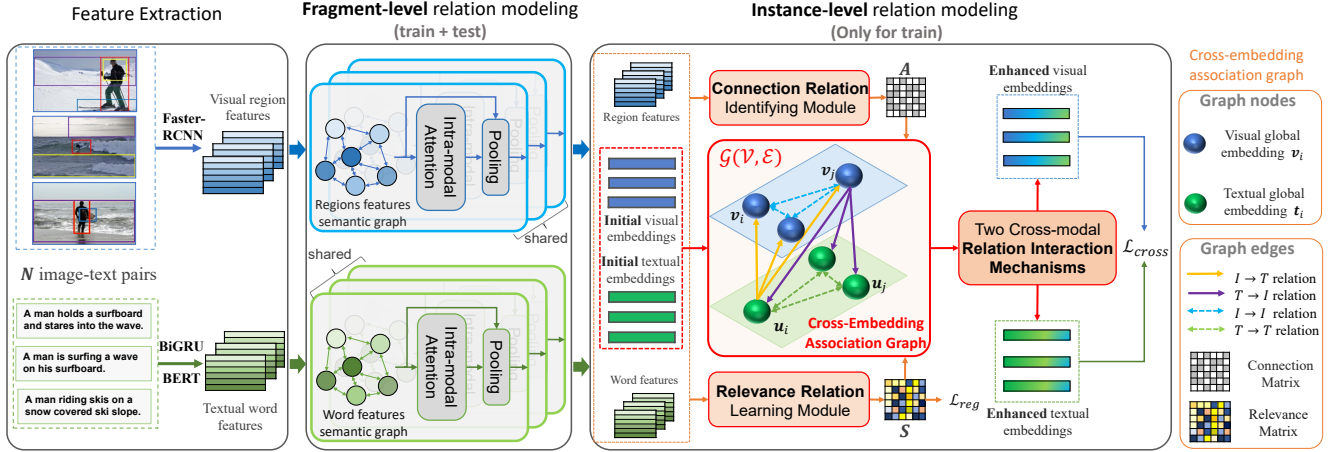 Feature Extraction
Fragment-level relation modeling
(train + test)
Instance-level relation modeling
(Only for train)
Faster-
RCNN
Visual region
features
N image-text pairs
A man holds a surfboard
and stares into the wave.
A man is surfing a wave
on his surfboard.
A man riding skis on a
snow covered ski slope.
BiGRU
BERT
Textual word
features
Intra-modal
Attention
Pooling
Regions features
semantic graph
shared
shared
Intra-modal
Attention
Pooling
Word features
semantic graph
Region features
Initial visual
embeddings
Initial textual
embeddings
Word features
Connection Relation
Identifying Module
A
G(V, E)
v_j
v_i
u_j
u_i
Cross-Embedding
Association Graph
Relevance Relation
Learning Module
S
L_reg
Enhanced visual
embeddings
Two Cross-modal
Relation Interaction
Mechanisms
L_cross
Enhanced textual
embeddings
Cross-embedding
association graph
Graph nodes
Visual global
embedding v_i
Textual global
embedding t_i
Graph edges
I → T relation
T → I relation
I → I relation
T → T relation
Connection
Matrix
Relevance
Matrix